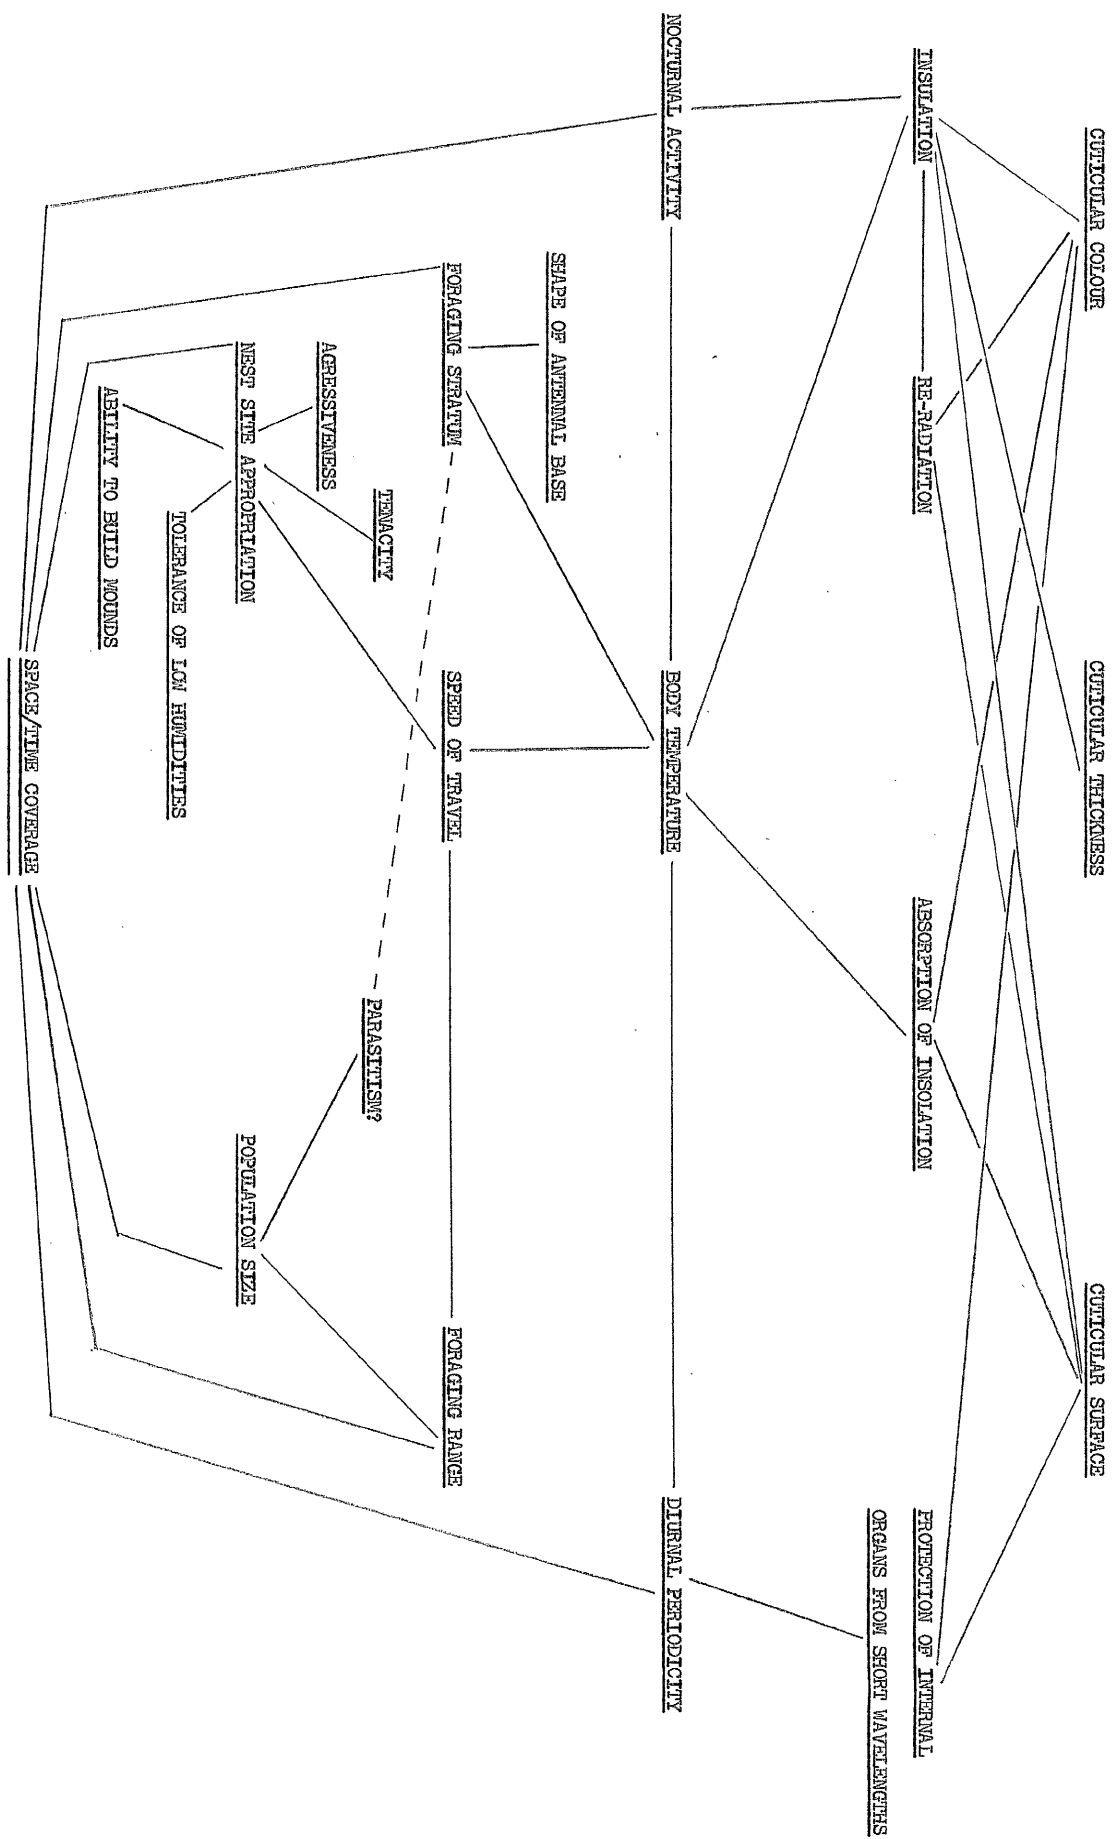 CUTICULAR COLOUR
CUTICULAR THICKNESS
CUTICULAR SURFACE
INSULATION
RE-RADIATION
ABSORPTION OF INSOLATION
PROTECTION OF INTERNAL
ORGANS FROM SHORT WAVELENGTHS
NOCTURNAL ACTIVITY
BODY TEMPERATURE
DIURNAL PERIODICITY
SHAPE OF ANTENNAL BASE
FORAGING STRATUM
SPEED OF TRAVEL
FORAGING RANGE
TENACITY
PARASITISM?
AGRESSIVENESS
NEST SITE APPROPRIATION
POPULATION SIZE
TOLERANCE OF LOW HUMIDITIES
ABILITY TO BUILD MOUNDS
SPACE/TIME COVERAGE